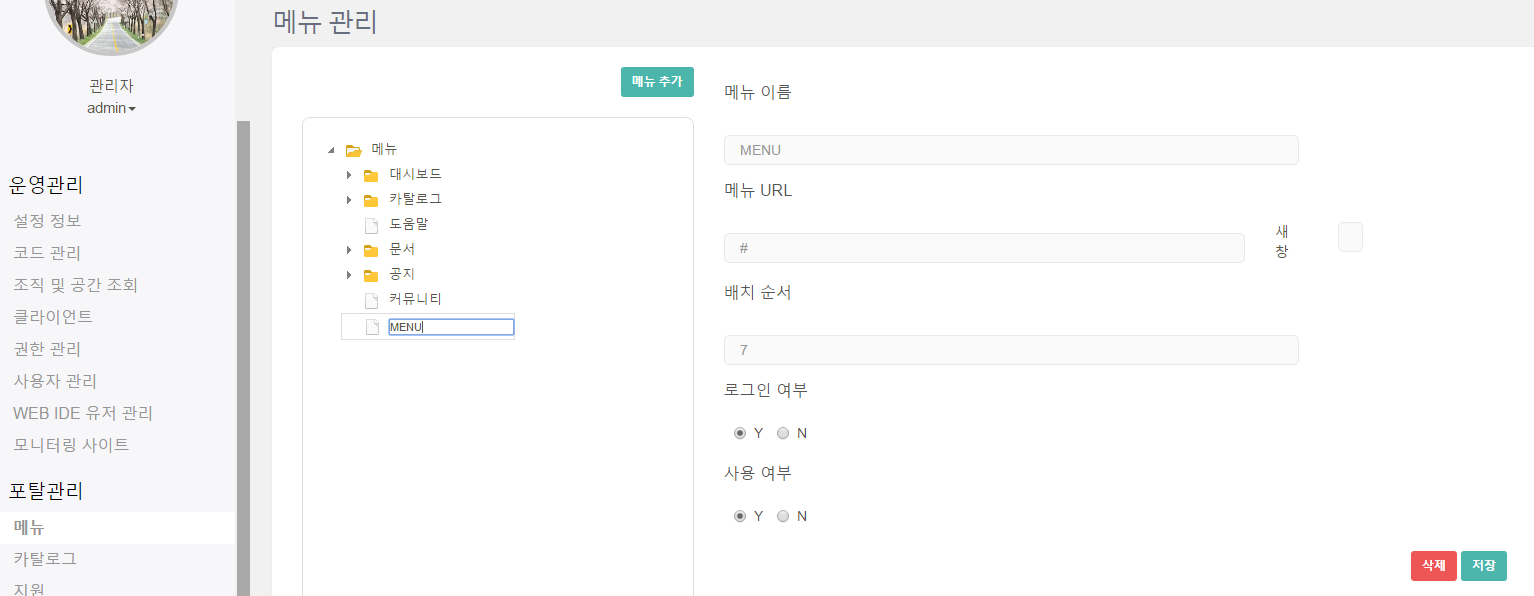 메뉴 관리
관리자
admin
운영관리
설정 정보
코드 관리
조직 및 공간 조회
클라이언트
권한 관리
사용자 관리
WEB IDE 유저 관리
모니터링 사이트
포탈관리
메뉴
카탈로그
지원
메뉴 추가
메뉴
대시보드
카탈로그
도움말
문서
공지
커뮤니티
MENU
메뉴 이름
MENU
메뉴 URL
#
새
창
배치 순서
7
로그인 여부
Y N
사용 여부
Y N
삭제 저장